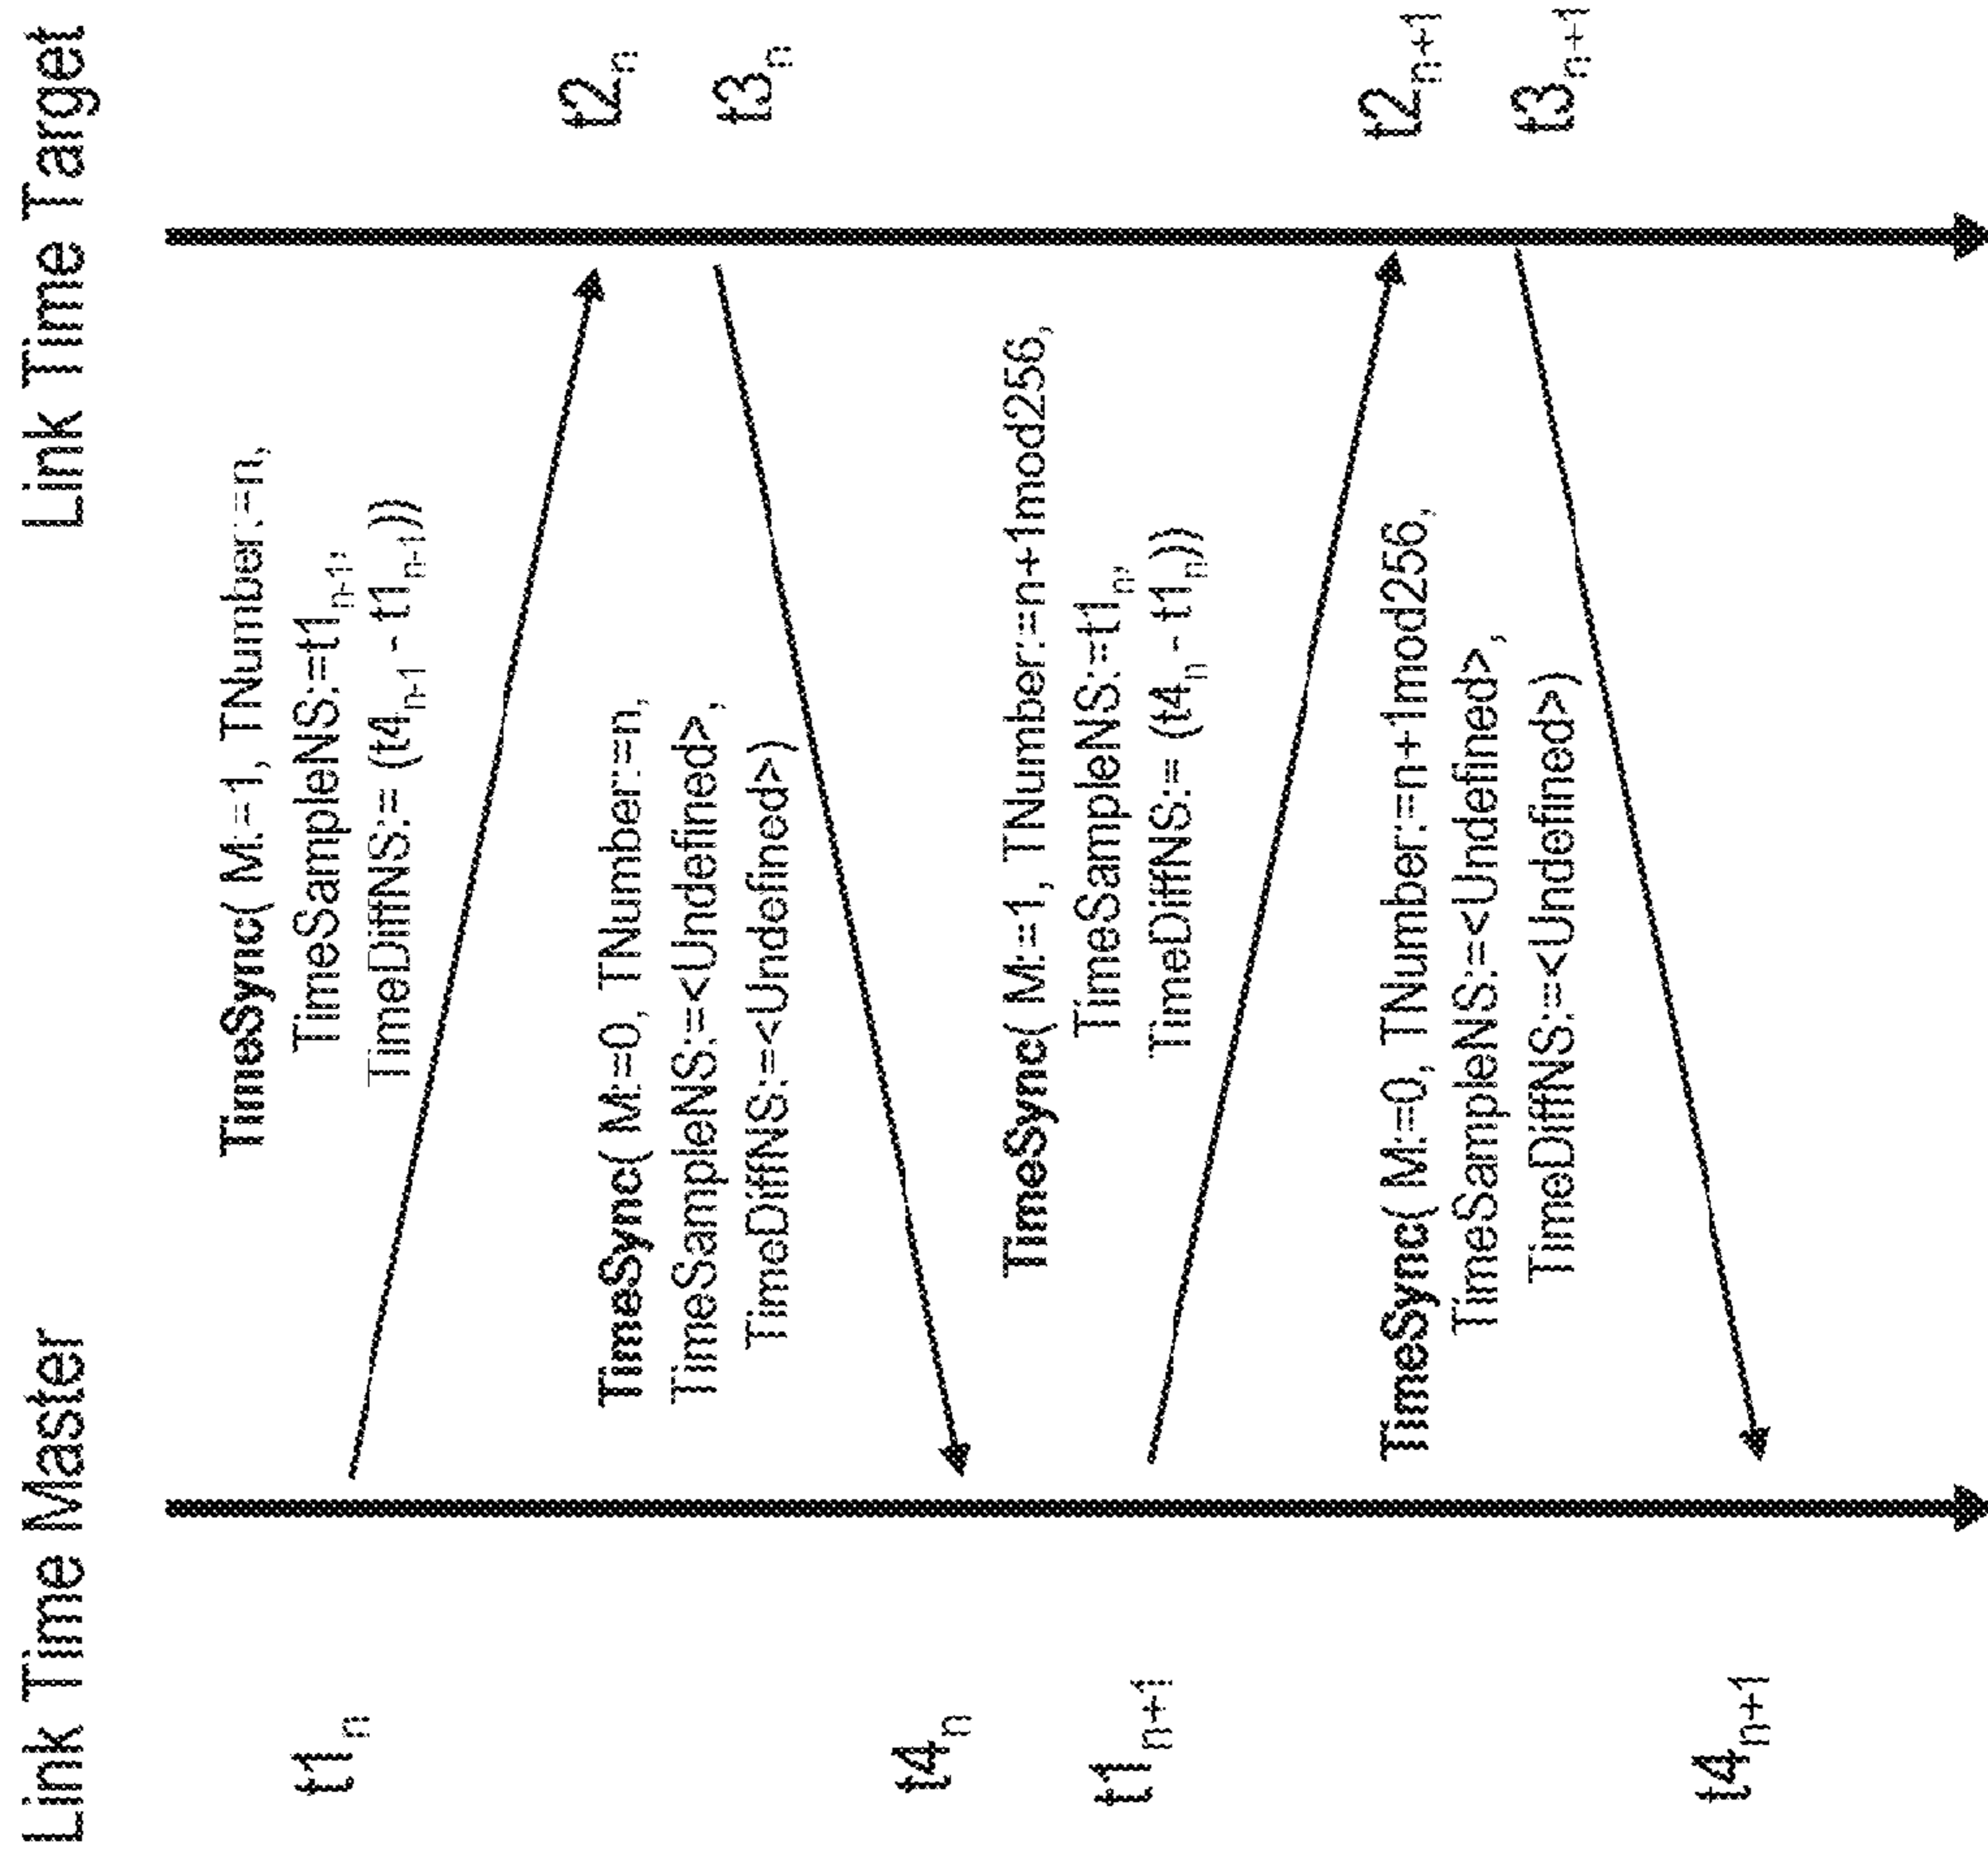 Link Time Master
Link Time Target
t1n
TimeSync( M:=1, TNumber:=n,
TimeSampleNS:=t1n-1,
TimeDiffNS:= (t4n-1 - t1n-1))
t2n
TimeSync( M:=0, TNumber:=n,
TimeSampleNS:=<Undefined>,
TimeDiffNS:=<Undefined>)
t3n
t4n
t1n+1
TimeSync( M:=1, TNumber:=n+1mod256,
TimeSampleNS:=t1n,
TimeDiffNS:= (t4n - t1n))
t2n+1
TimeSync( M:=0, TNumber:=n+1mod256,
TimeSampleNS:=<Undefined>,
TimeDiffNS:=<Undefined>)
t3n+1
t4n+1